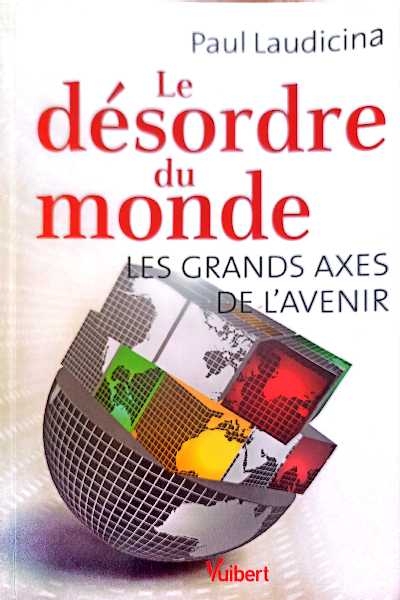 Paul Laudicina
Le
désordre
du
monde
LES GRANDS AXES
DE L'AVENIR
Vuibert